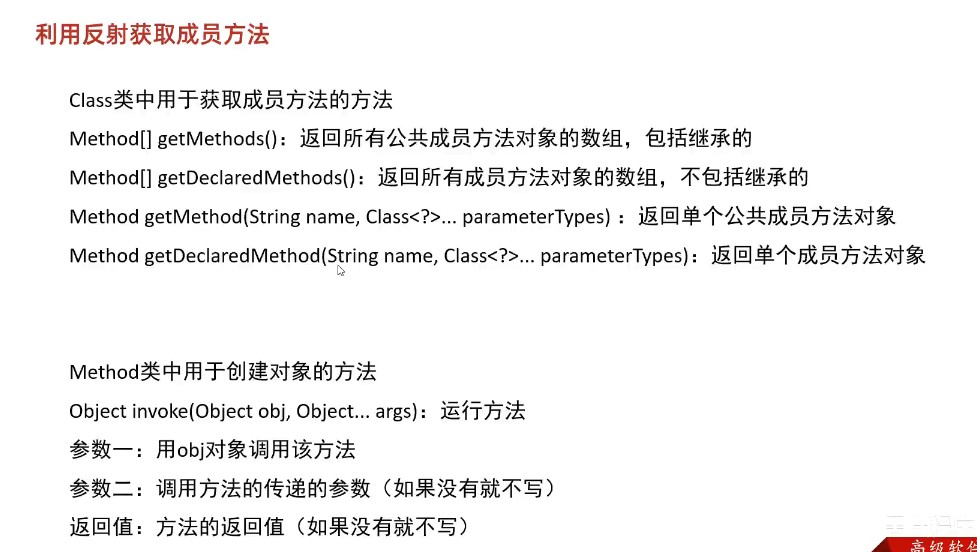 利用反射获取成员方法
Class类中用于获取成员方法的方法
Method[] getMethods()：返回所有公共成员方法对象的数组，包括继承的
Method[] getDeclaredMethods()：返回所有成员方法对象的数组，不包括继承的
Method getMethod(String name, Class<?>... parameterTypes) ：返回单个公共成员方法对象
Method getDeclaredMethod(String name, Class<?>... parameterTypes)：返回单个成员方法对象
Method类中用于创建对象的方法
Object invoke(Object obj, Object... args)：运行方法
参数一：用obj对象调用该方法
参数二：调用方法的传递的参数（如果没有就不写）
返回值：方法的返回值（如果没有就不写）
高级软件